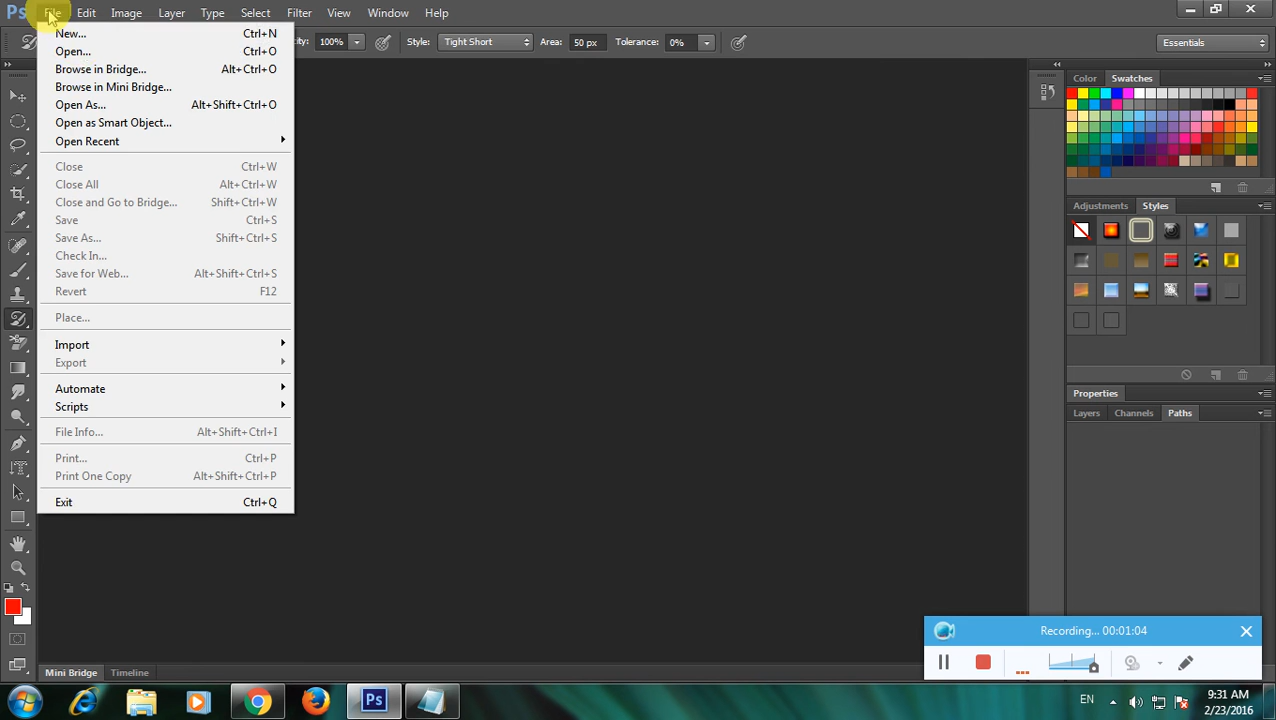 Ps File Edit Image Layer Type Select Filter View Window Help
100% Style: Tight Short Area: 50 px Tolerance: 0% Essentials
New... Ctrl+N
Open... Ctrl+O
Browse in Bridge... Alt+Ctrl+O
Browse in Mini Bridge...
Open As... Alt+Shift+Ctrl+O
Open as Smart Object...
Open Recent
Close Ctrl+W
Close All Alt+Ctrl+W
Close and Go to Bridge... Shift+Ctrl+W
Save Ctrl+S
Save As... Shift+Ctrl+S
Check In...
Save for Web... Alt+Shift+Ctrl+S
Revert F12
Place...
Import
Export
Automate
Scripts
File Info... Alt+Shift+Ctrl+I
Print... Ctrl+P
Print One Copy Alt+Shift+Ctrl+P
Exit Ctrl+Q
Color Swatches
Adjustments Styles
Properties
Layers Channels Paths
Recording... 00:01:04
Mini Bridge Timeline
Ps
EN
9:31 AM
2/23/2016